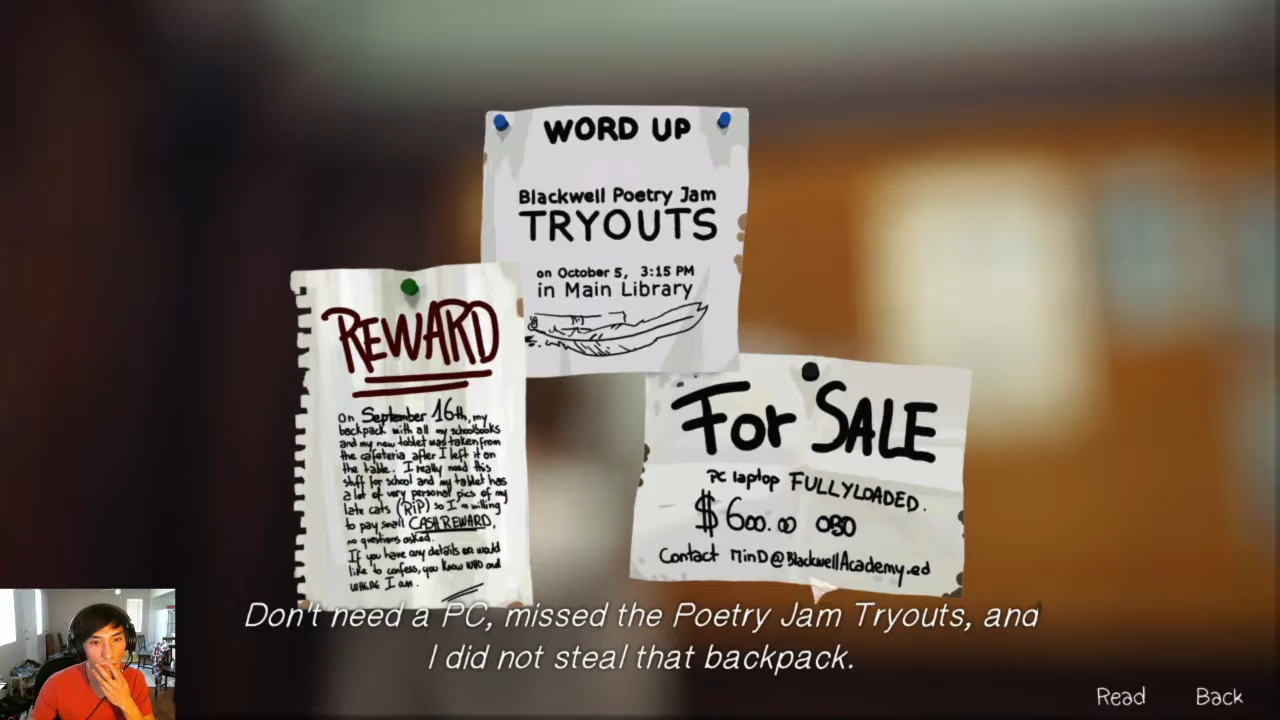 WORD UP
Blackwell Poetry Jam
TRYOUTS
on October 5, 3:15 PM
in Main Library
REWARD
On September 16th, my
backpack with all my schoolbooks
and my new tablet was taken from
the cafeteria after I left it on
the table. I really need this
stuff for school and my tablet has
a lot of very personal pics of my
late cats (RIP) so I'm willing
to pay small CASH REWARD,
no questions asked.
If you have any details or would
like to confess, you know WHO and
WHERE I am.
For SALE
PC laptop FULLYLOADED.
$600.00 OBO
Contact MinD@BlackwellAcademy.ed
Don't need a PC, missed the Poetry Jam Tryouts, and
I did not steal that backpack.
Read Back